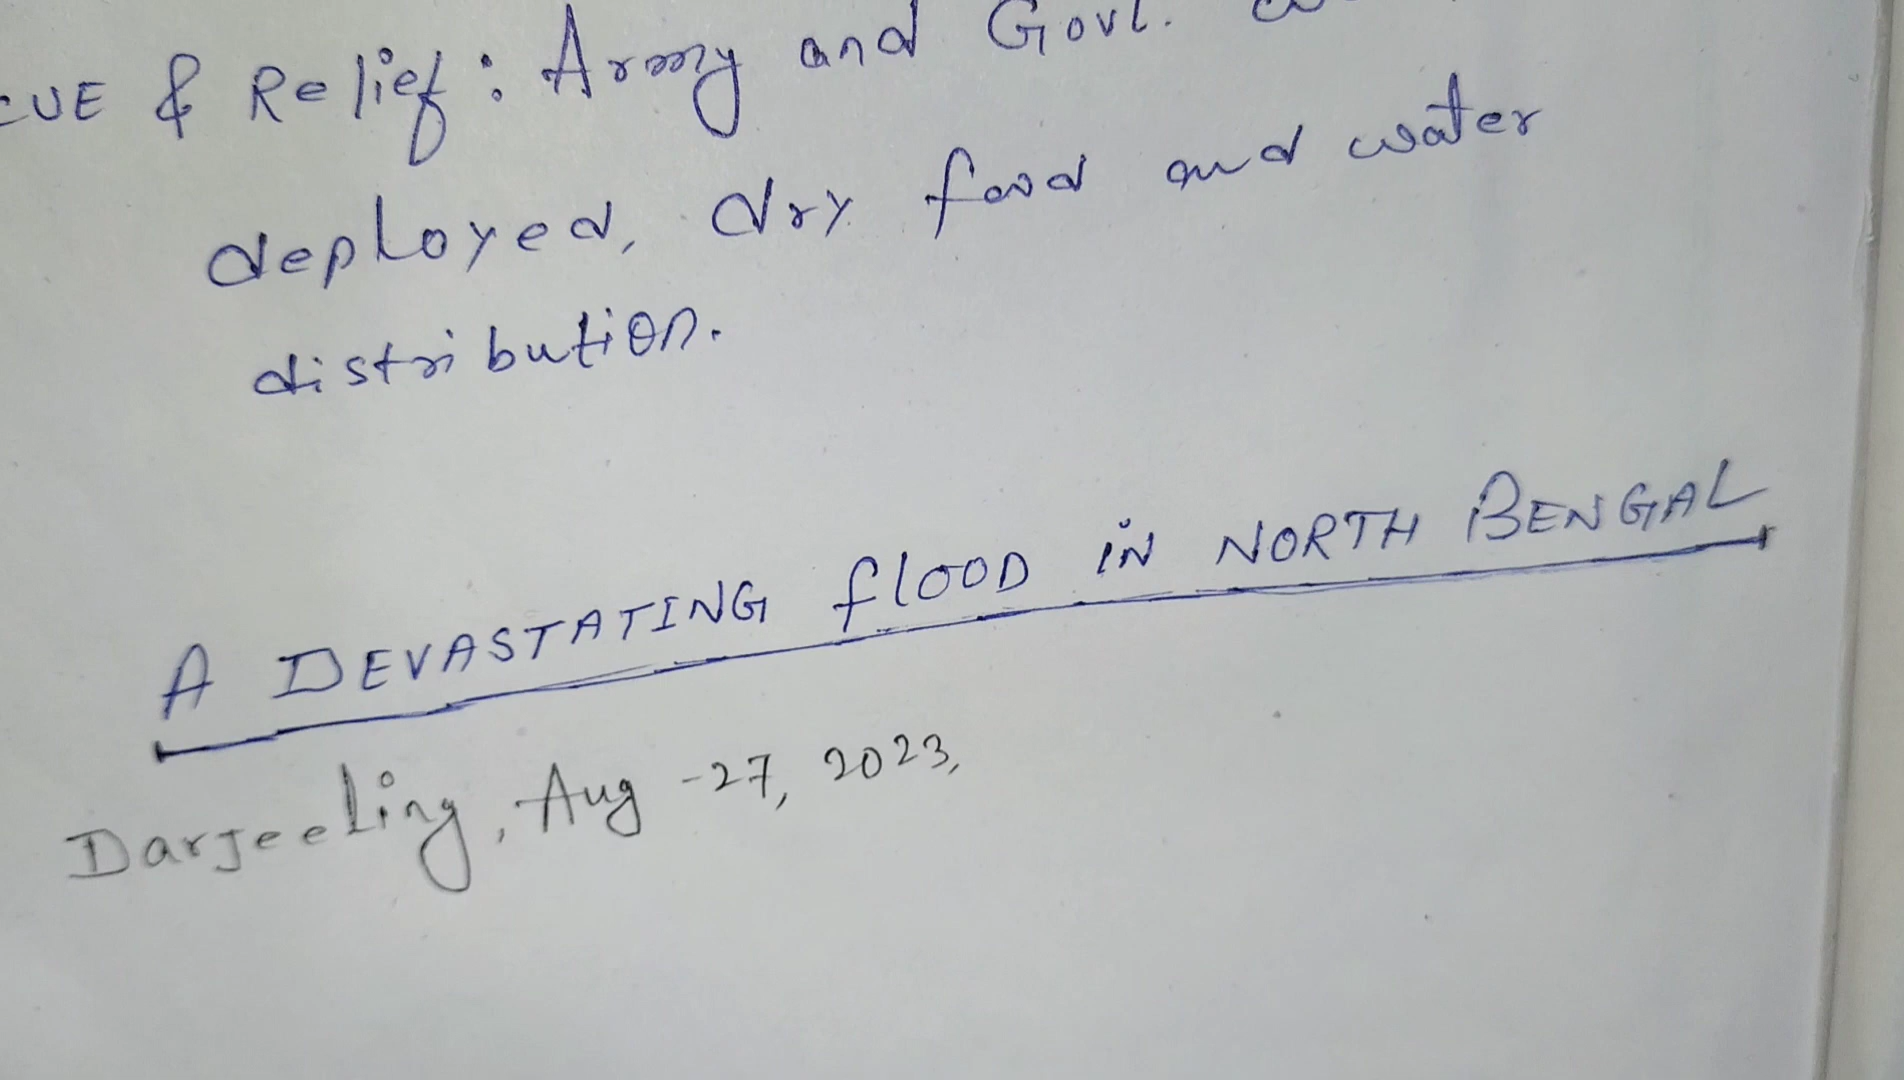 & Relief: Army and Govt.
deployed, dry food and water
distribution.
A DEVASTATING flOOD IN NORTH BENGAL
Darjeeling, Aug -27, 2023,